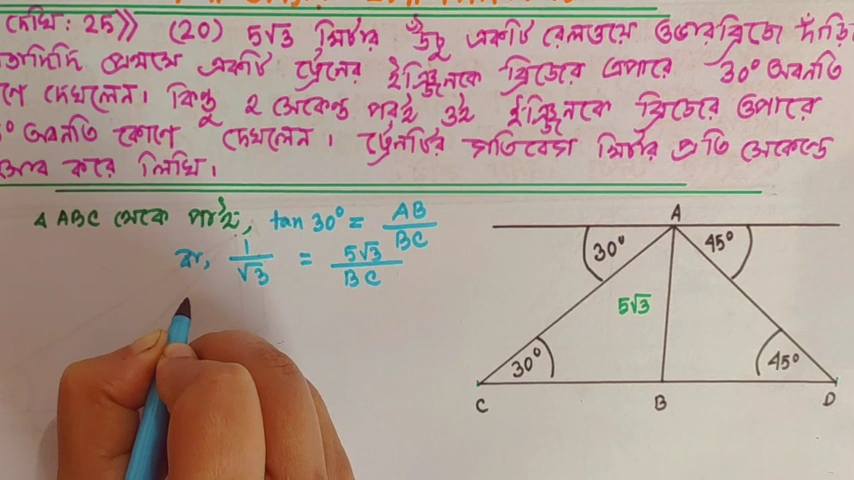 দেখি: 25》 (20) 5√3 মিটার উঁচু একটি রেলওয়ে ওভারব্রিজে
প্রথমে একটি ট্রেনের ইঞ্জিনকে ব্রিজের এপারে 30° অবনতি
দেখলেন। কিন্তু 2 সেকেন্ড পরই ওই ইঞ্জিনকে ব্রিজের ওপারে
অবনতি কোণে দেখলেন। ট্রেনটির গতিবেগ মিটার প্রতি সেকেন্ডে
করে লিখি।
Δ ABC থেকে পাই, tan 30° = AB/BC
বা, 1/√3 = 5√3/BC
A
30° 45°
5√3
30° 45°
C B D